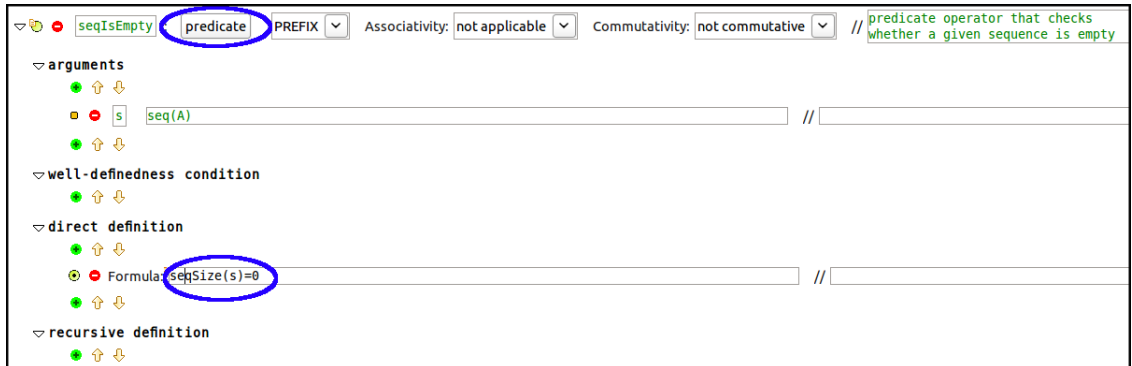 seqIsEmpty : predicate PREFIX Associativity: not applicable Commutativity: not commutative // predicate operator that checks
whether a given sequence is empty
arguments
s seq(A) //
well-definedness condition
direct definition
Formula: seqSize(s)=0 //
recursive definition